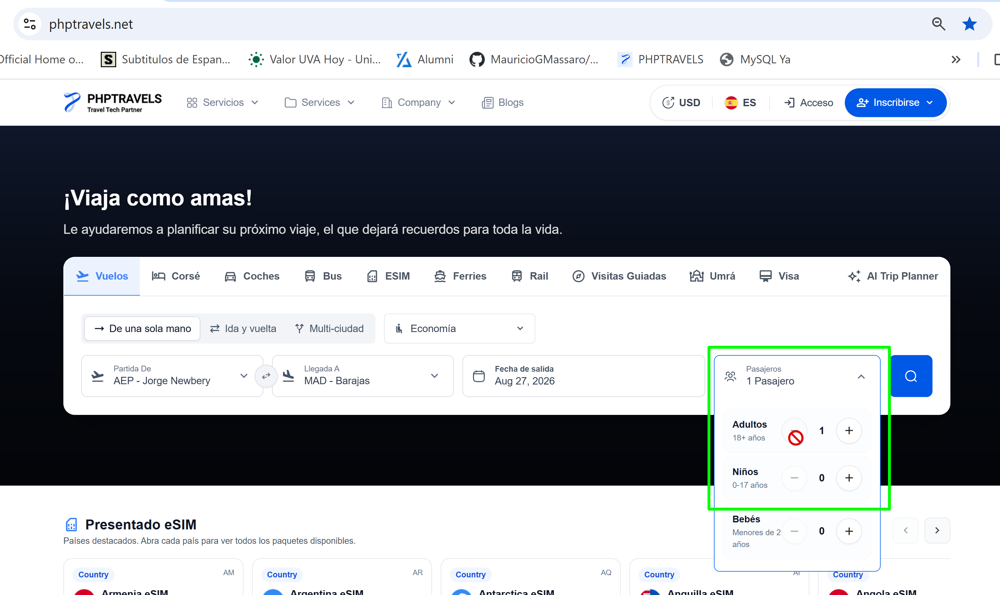 phptravels.net
Official Home o...
Subtitulos de Espan...
Valor UVA Hoy - Uni...
Alumni
MauricioGMassaro/...
PHPTRAVELS
MySQL Ya
PHPTRAVELS
Travel Tech Partner
Servicios
Services
Company
Blogs
USD
ES
Acceso
Inscribirse
¡Viaja como amas!
Le ayudaremos a planificar su próximo viaje, el que dejará recuerdos para toda la vida.
Vuelos
Corsé
Coches
Bus
ESIM
Ferries
Rail
Visitas Guiadas
Umrá
Visa
AI Trip Planner
De una sola mano
Ida y vuelta
Multi-ciudad
Economía
Partida De
AEP - Jorge Newbery
Llegada A
MAD - Barajas
Fecha de salida
Aug 27, 2026
Pasajeros
1 Pasajero
Adultos
18+ años
1
Niños
0-17 años
0
Bebés
Menores de 2
años
0
Presentado eSIM
Países destacados. Abra cada país para ver todos los paquetes disponibles.
Country
AM
Armenia eSIM
Country
AR
Argentina eSIM
Country
AQ
Antarctica eSIM
Country
AI
Anguilla eSIM
Country
Angola eSIM